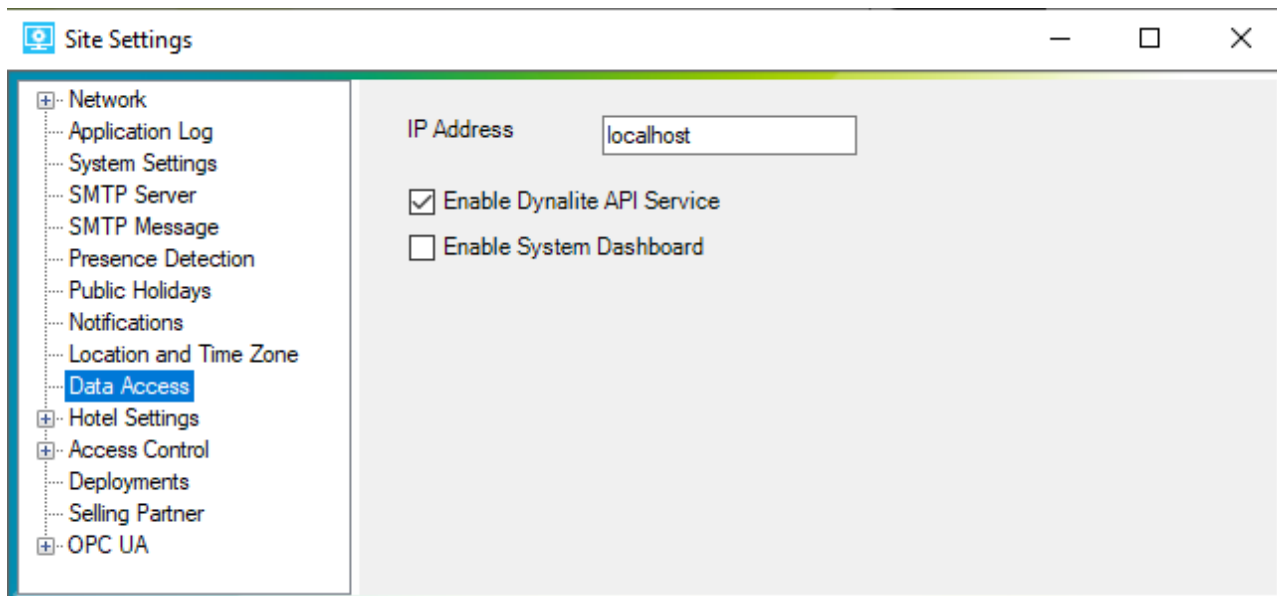 Site Settings
Network
Application Log
System Settings
SMTP Server
SMTP Message
Presence Detection
Public Holidays
Notifications
Location and Time Zone
Data Access
Hotel Settings
Access Control
Deployments
Selling Partner
OPC UA
IP Address
localhost
Enable Dynalite API Service
Enable System Dashboard